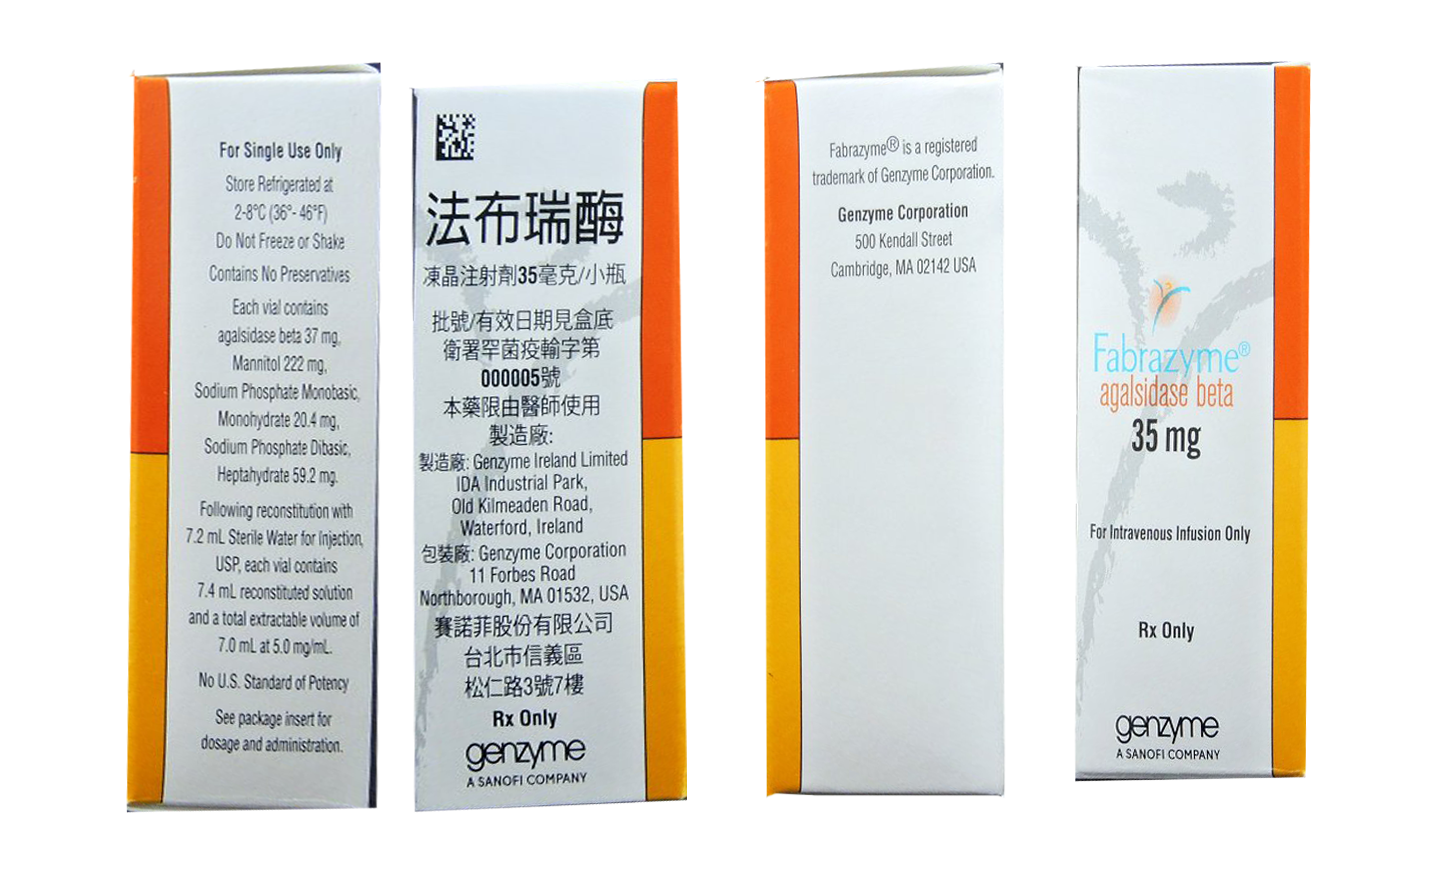 For Single Use Only
Store Refrigerated at
2-8°C (36°- 46°F)
Do Not Freeze or Shake
Contains No Preservatives
Each vial contains
agalsidase beta 37 mg,
Mannitol 222 mg,
Sodium Phosphate Monobasic,
Monohydrate 20.4 mg,
Sodium Phosphate Dibasic,
Heptahydrate 59.2 mg.
Following reconstitution with
7.2 mL Sterile Water for Injection,
USP, each vial contains
7.4 mL reconstituted solution
and a total extractable volume of
7.0 mL at 5.0 mg/mL.
No U.S. Standard of Potency
See package insert for
dosage and administration.
法布瑞酶
凍晶注射劑35毫克/小瓶
批號/有效日期見盒底
衛署罕菌疫輸字第
000005號
本藥限由醫師使用
製造廠:
製造廠: Genzyme Ireland Limited
IDA Industrial Park,
Old Kilmeaden Road,
Waterford, Ireland
包裝廠: Genzyme Corporation
11 Forbes Road
Northborough, MA 01532, USA
賽諾菲股份有限公司
台北市信義區
松仁路3號7樓
Rx Only
genzyme
A SANOFI COMPANY
Fabrazyme® is a registered
trademark of Genzyme Corporation.
Genzyme Corporation
500 Kendall Street
Cambridge, MA 02142 USA
Fabrazyme®
agalsidase beta
35 mg
For Intravenous Infusion Only
Rx Only
genzyme
A SANOFI COMPANY